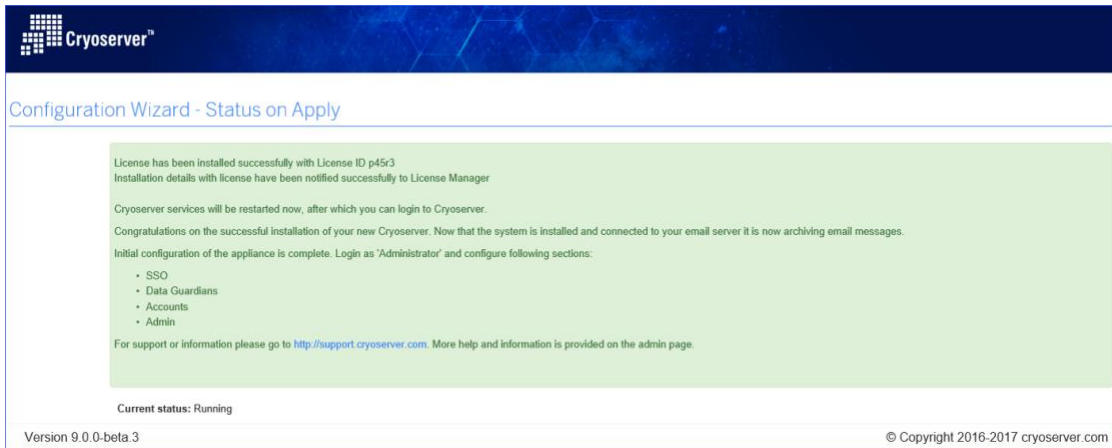 Cryoserver™
Configuration Wizard - Status on Apply
License has been installed successfully with License ID p45r3
Installation details with license have been notified successfully to License Manager
Cryoserver services will be restarted now, after which you can login to Cryoserver.
Congratulations on the successful installation of your new Cryoserver. Now that the system is installed and connected to your email server it is now archiving email messages.
Initial configuration of the appliance is complete. Login as 'Administrator' and configure following sections:
• SSO
• Data Guardians
• Accounts
• Admin
For support or information please go to http://support.cryoserver.com. More help and information is provided on the admin page.
Current status: Running
Version 9.0.0-beta.3
© Copyright 2016-2017 cryoserver.com